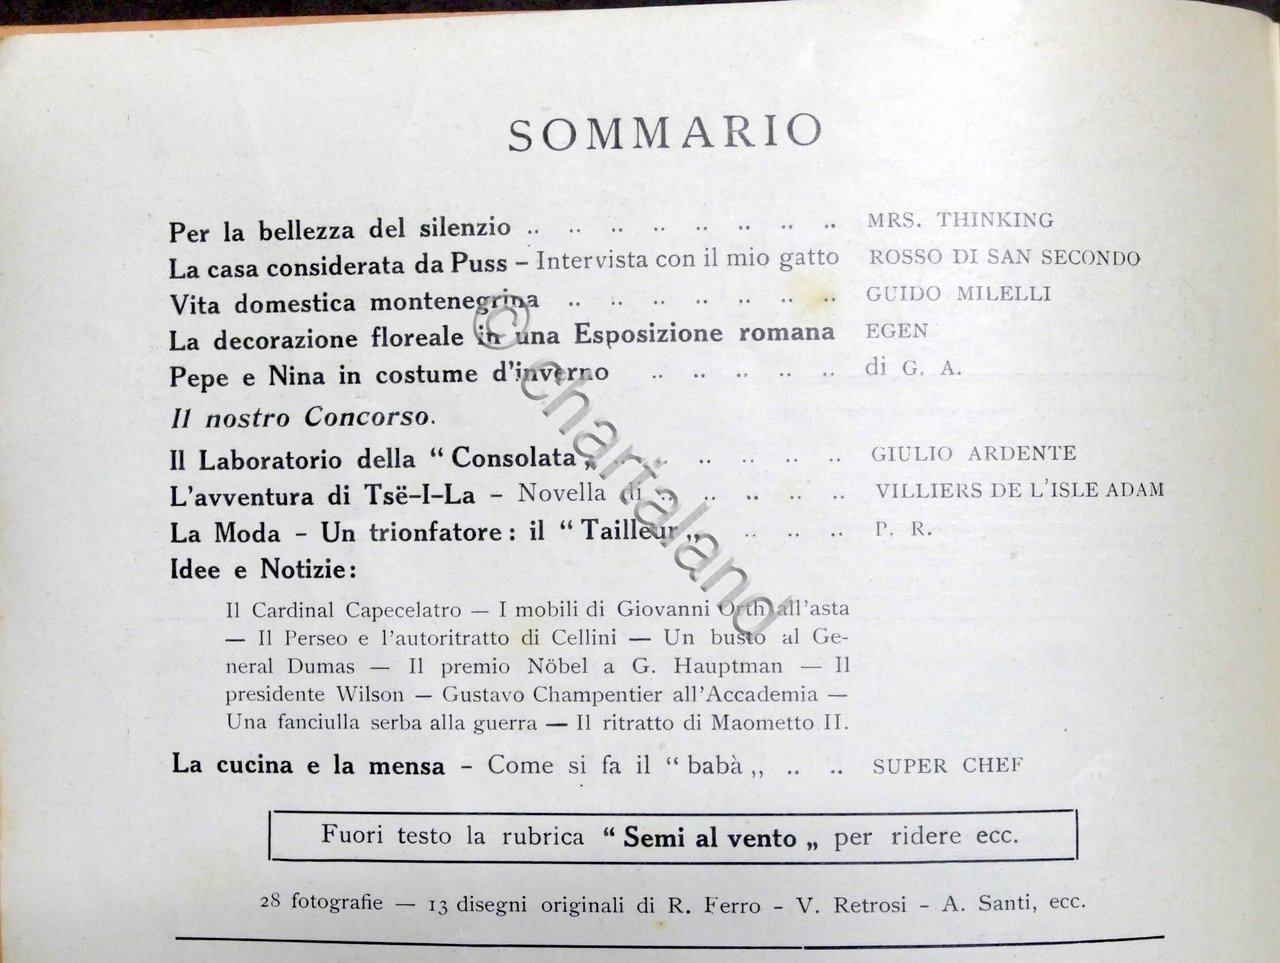 SOMMARIO
Per la bellezza del silenzio .. .. .. .. .. .. .. .. MRS. THINKING
La casa considerata da Puss – Intervista con il mio gatto ROSSO DI SAN SECONDO
Vita domestica montenegrina .. .. .. .. .. .. .. GUIDO MILELLI
La decorazione floreale in una Esposizione romana EGEN
Pepe e Nina in costume d'inverno .. .. .. .. .. di G. A.
Il nostro Concorso.
Il Laboratorio della “ Consolata „ .. .. .. .. .. GIULIO ARDENTE
L'avventura di Tsë-I-La – Novella di .. .. .. .. .. VILLIERS DE L'ISLE ADAM
La Moda – Un trionfatore : il “ Tailleur „ .. .. .. P. R.
Idee e Notizie :
Il Cardinal Capecelatro — I mobili di Giovanni Orth all'asta
— Il Perseo e l'autoritratto di Cellini — Un busto al Ge-
neral Dumas — Il premio Nöbel a G. Hauptman — Il
presidente Wilson — Gustavo Champentier all'Accademia —
Una fanciulla serba alla guerra — Il ritratto di Maometto II.
La cucina e la mensa – Come si fa il “ babà „ .. .. SUPER CHEF
Fuori testo la rubrica “ Semi al vento „ per ridere ecc.
28 fotografie — 13 disegni originali di R. Ferro - V. Retrosi - A. Santi, ecc.
© chartaland